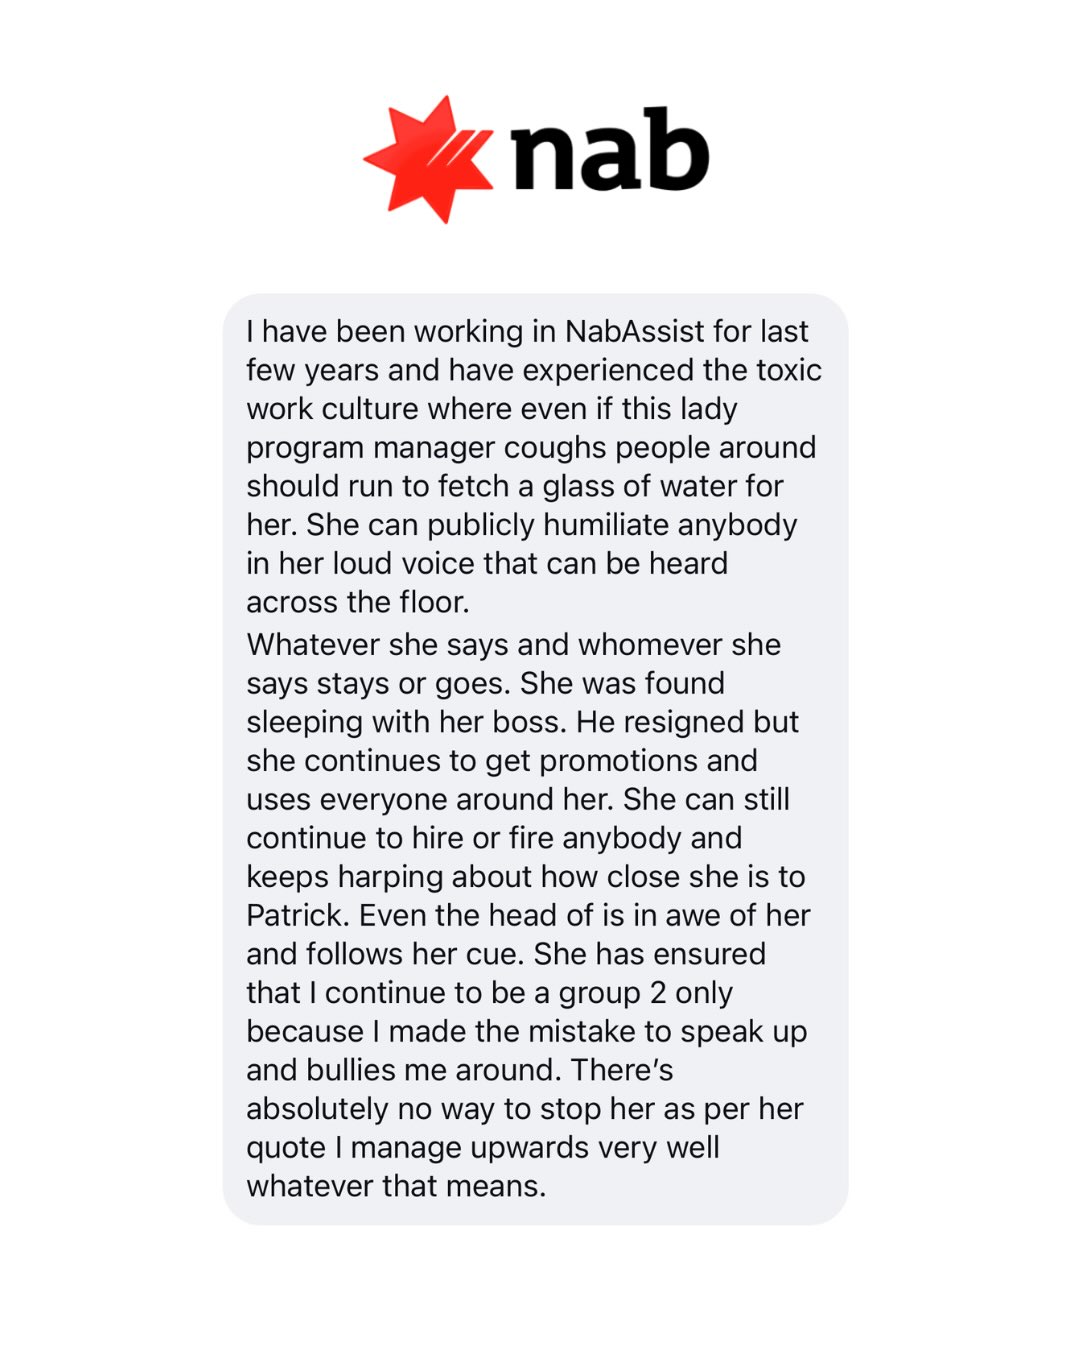 nab
I have been working in NabAssist for last
few years and have experienced the toxic
work culture where even if this lady
program manager coughs people around
should run to fetch a glass of water for
her. She can publicly humiliate anybody
in her loud voice that can be heard
across the floor.
Whatever she says and whomever she
says stays or goes. She was found
sleeping with her boss. He resigned but
she continues to get promotions and
uses everyone around her. She can still
continue to hire or fire anybody and
keeps harping about how close she is to
Patrick. Even the head of is in awe of her
and follows her cue. She has ensured
that I continue to be a group 2 only
because I made the mistake to speak up
and bullies me around. There’s
absolutely no way to stop her as per her
quote I manage upwards very well
whatever that means.